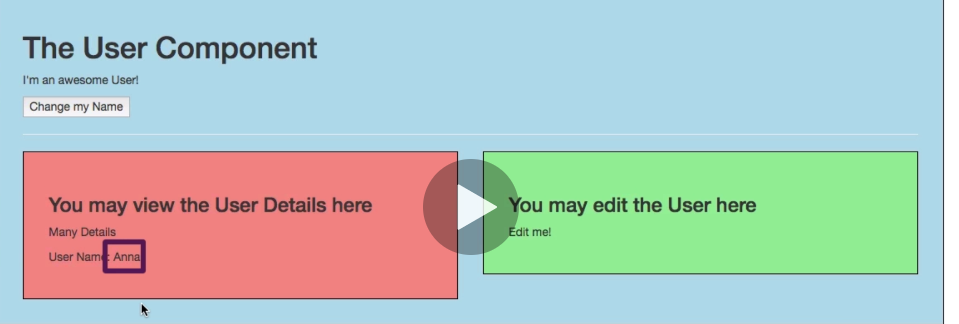 The User Component
I'm an awesome User!
Change my Name
You may view the User Details here
Many Details
User Name: Anna
You may edit the User here
Edit me!